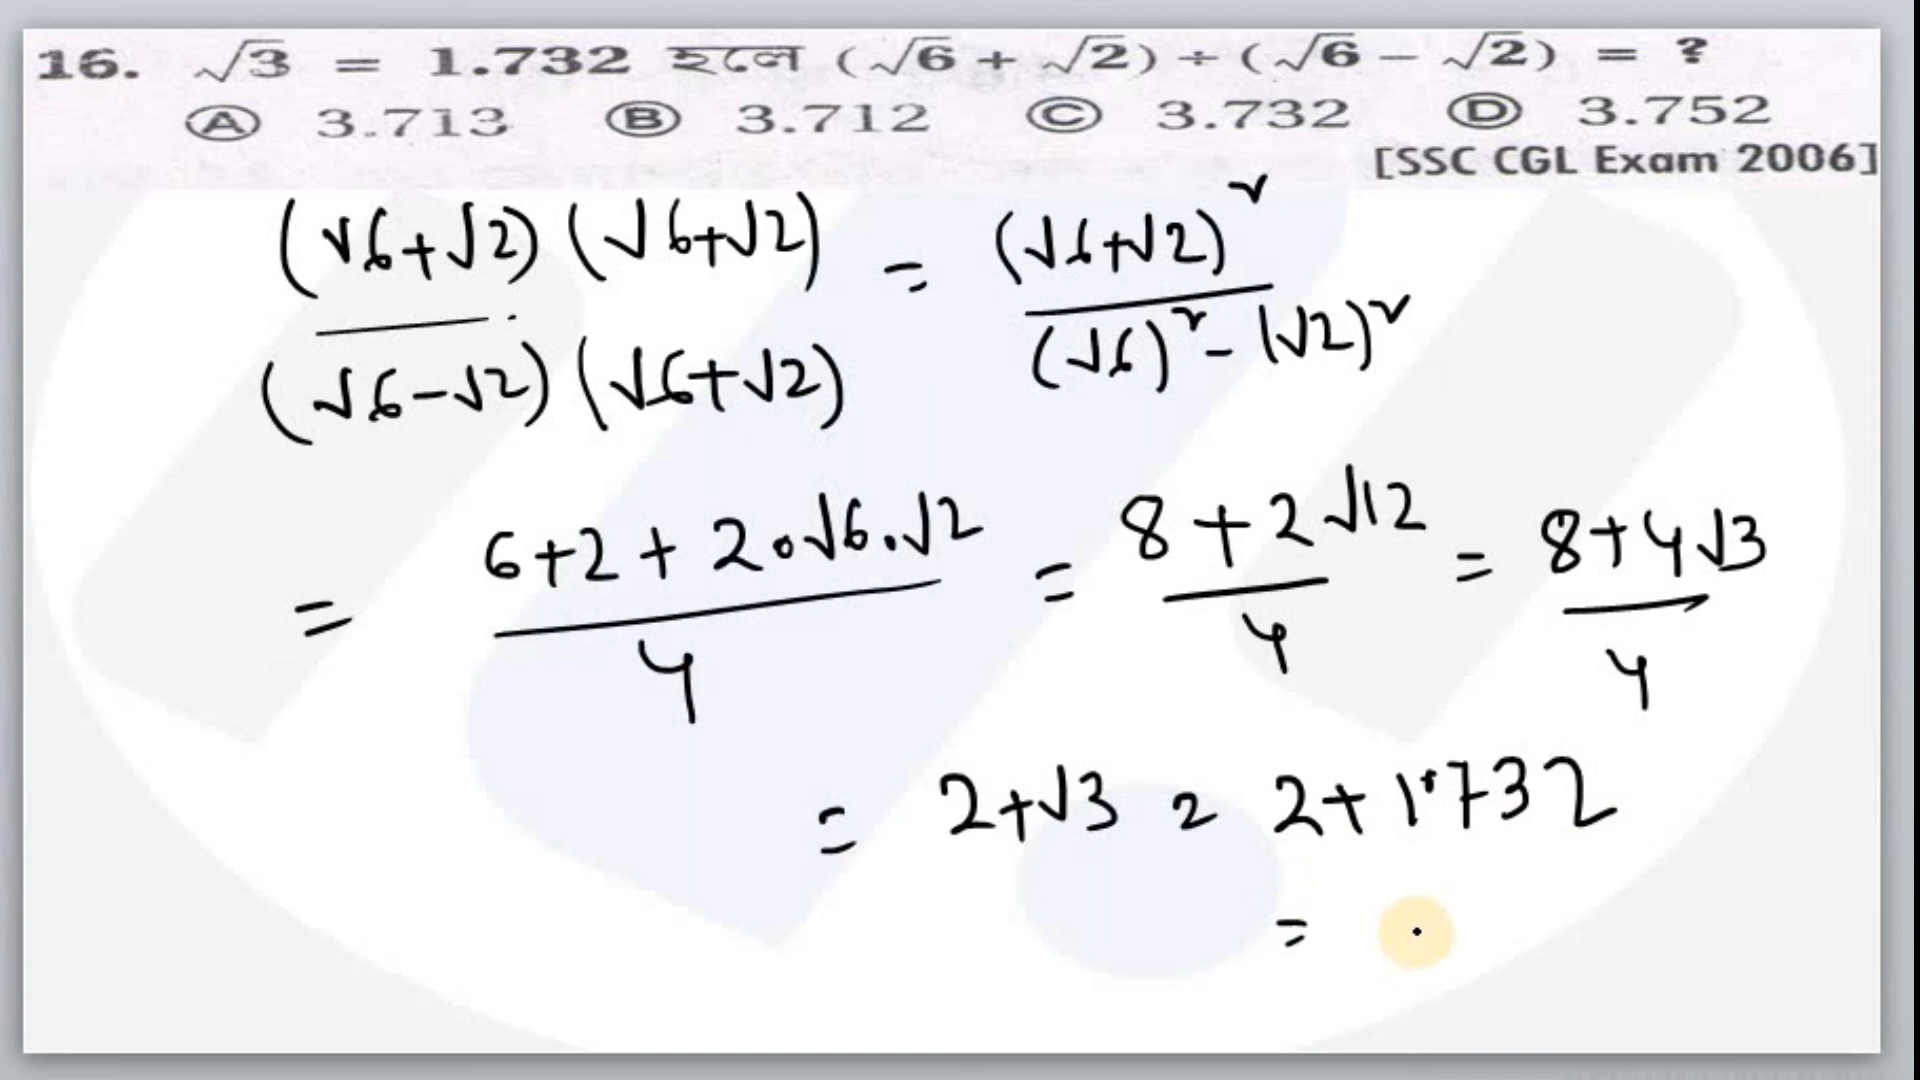 16. √3 = 1.732 হলে (√6 + √2) ÷ (√6 − √2) = ?
Ⓐ 3.713 Ⓑ 3.712 Ⓒ 3.732 Ⓓ 3.752
[SSC CGL Exam 2006]
(√6+√2) (√6+√2) = (√6+√2)²
(√6−√2) (√6+√2) (√6)² − (√2)²
= 6+2+2.√6.√2 = 8+2√12 = 8+4√3
4 4 4
= 2+√3 = 2+1.732
=